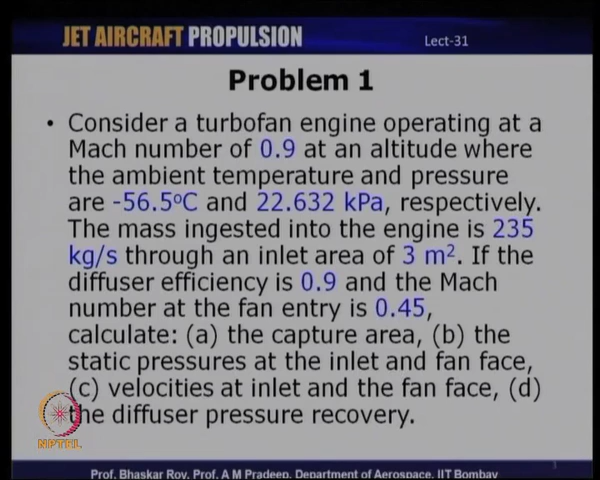 JET AIRCRAFT PROPULSION
Lect-31
Problem 1
• Consider a turbofan engine operating at a
Mach number of 0.9 at an altitude where
the ambient temperature and pressure
are -56.5ºC and 22.632 kPa, respectively.
The mass ingested into the engine is 235
kg/s through an inlet area of 3 m². If the
diffuser efficiency is 0.9 and the Mach
number at the fan entry is 0.45,
calculate: (a) the capture area, (b) the
static pressures at the inlet and fan face,
(c) velocities at inlet and the fan face, (d)
the diffuser pressure recovery.
NPTEL
3
Prof. Bhaskar Roy, Prof. A M Pradeep, Department of Aerospace, IIT Bombay